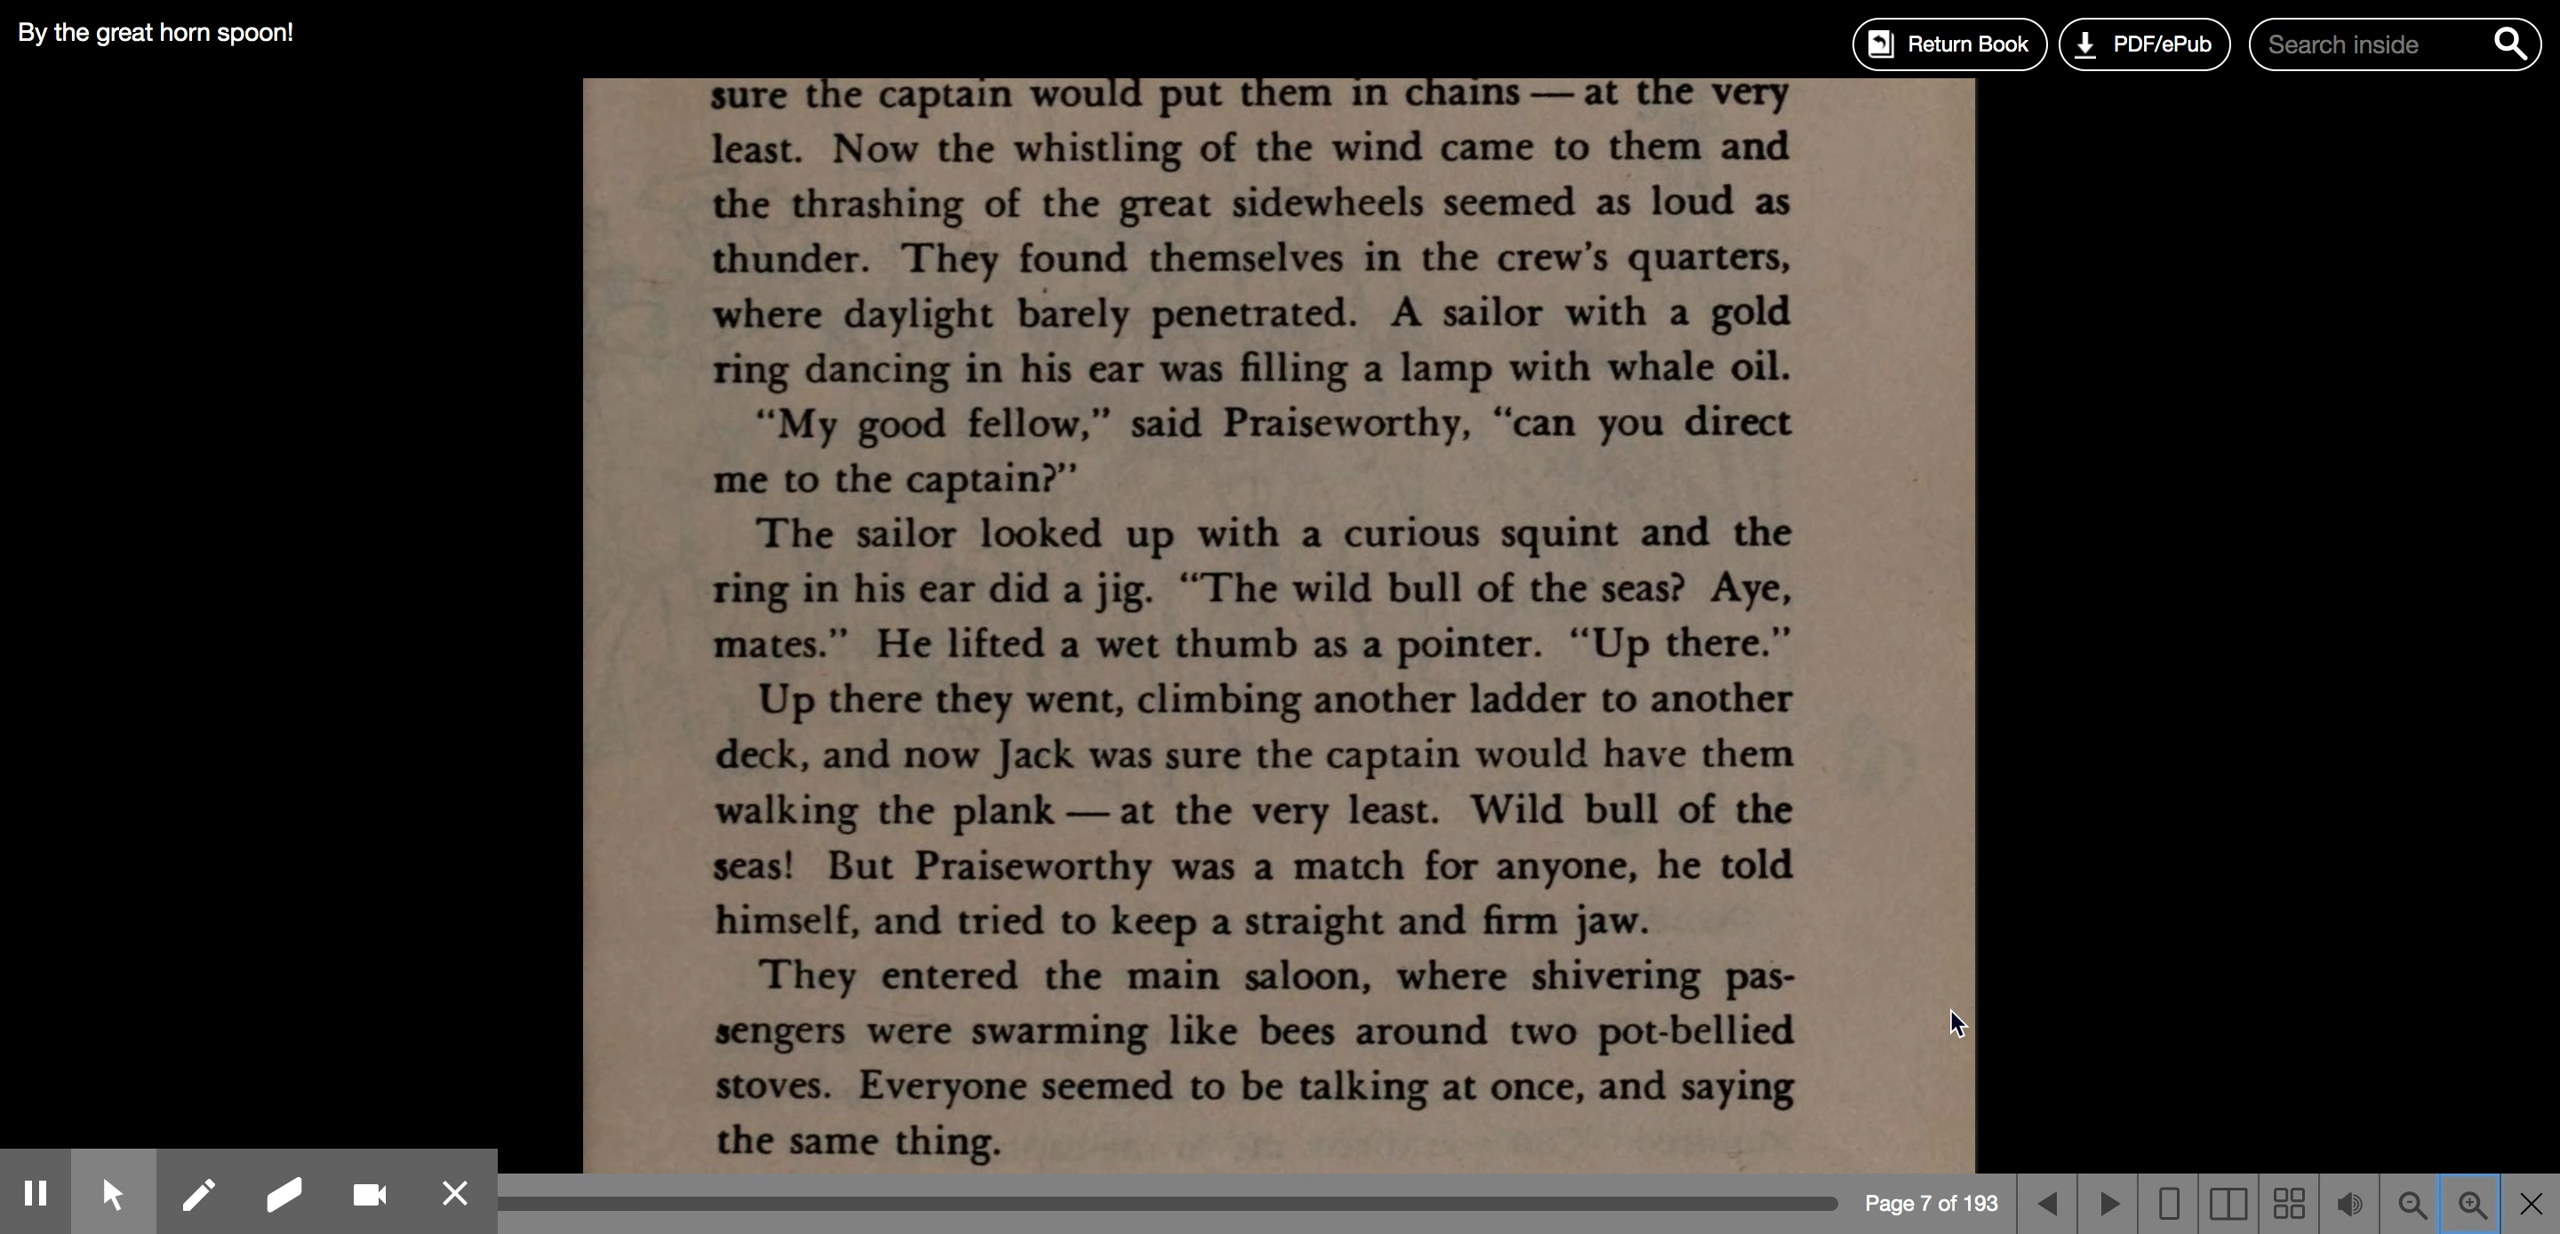 By the great horn spoon!
Return Book
PDF/ePub
Search inside
sure the captain would put them in chains — at the very
least. Now the whistling of the wind came to them and
the thrashing of the great sidewheels seemed as loud as
thunder. They found themselves in the crew's quarters,
where daylight barely penetrated. A sailor with a gold
ring dancing in his ear was filling a lamp with whale oil.
“My good fellow,” said Praiseworthy, “can you direct
me to the captain?”
The sailor looked up with a curious squint and the
ring in his ear did a jig. “The wild bull of the seas? Aye,
mates.” He lifted a wet thumb as a pointer. “Up there.”
Up there they went, climbing another ladder to another
deck, and now Jack was sure the captain would have them
walking the plank — at the very least. Wild bull of the
seas! But Praiseworthy was a match for anyone, he told
himself, and tried to keep a straight and firm jaw.
They entered the main saloon, where shivering pas-
sengers were swarming like bees around two pot-bellied
stoves. Everyone seemed to be talking at once, and saying
the same thing.
Page 7 of 193